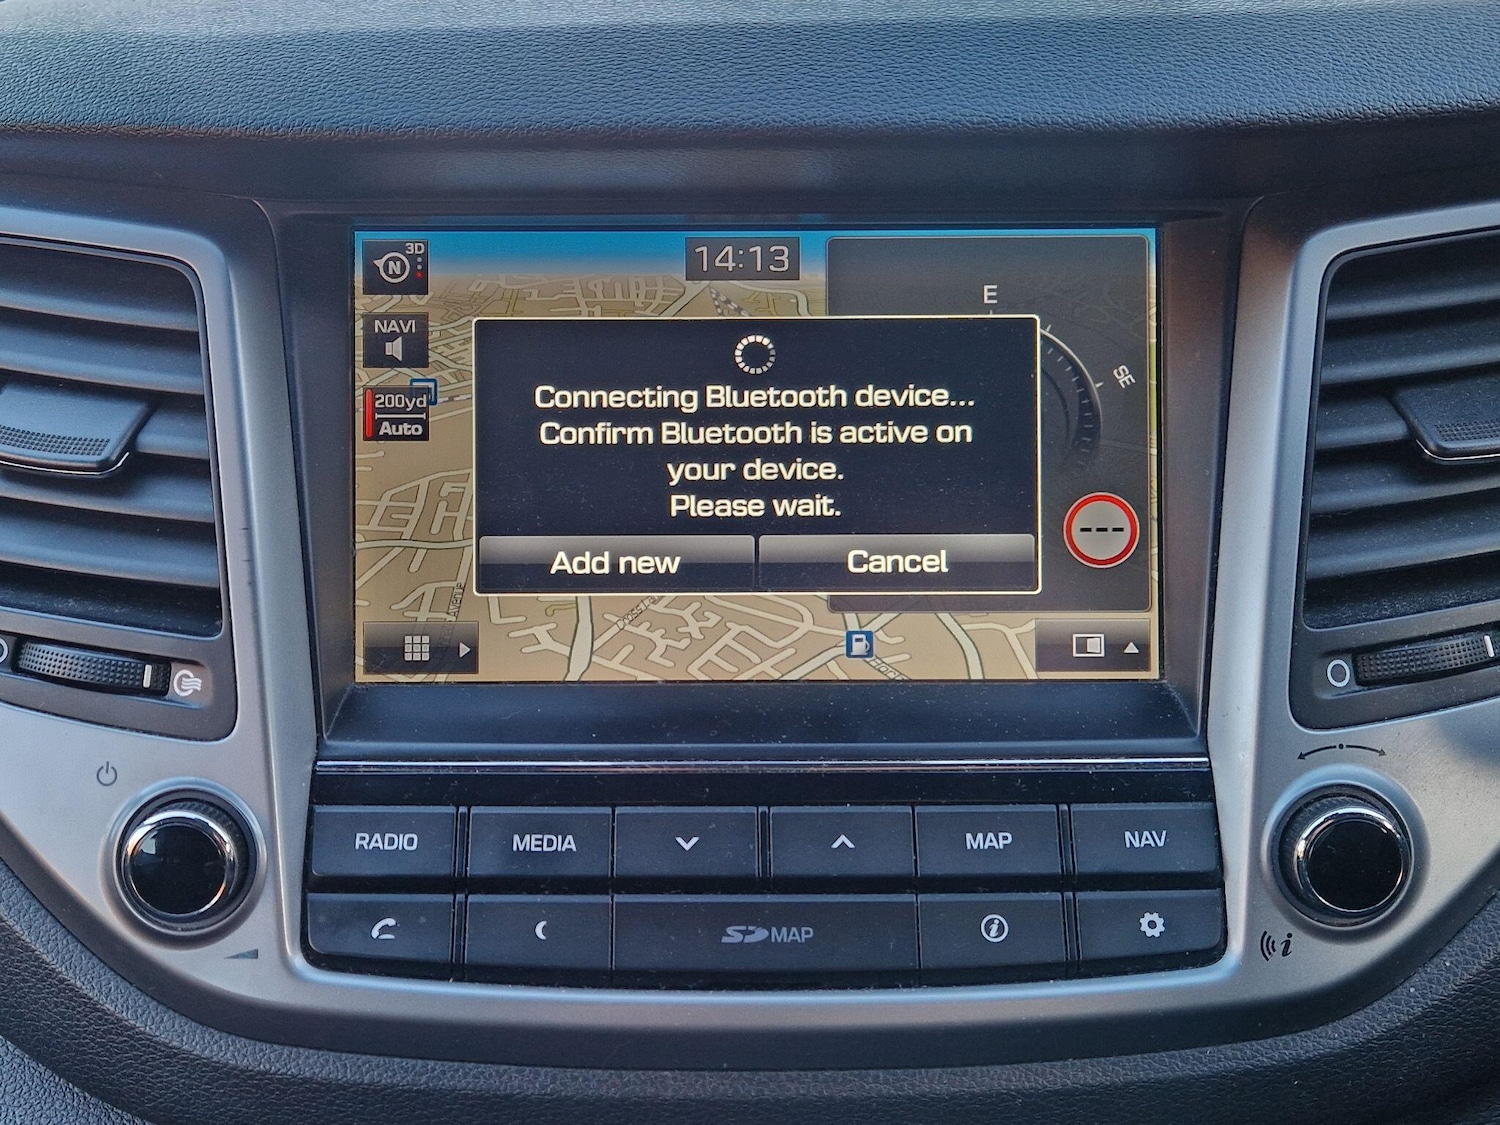 3D
N
14:13
E
NAVI
SE
200yd
Auto
Connecting Bluetooth device...
Confirm Bluetooth is active on
your device.
Please wait.
---
Add new
Cancel
Avenue
RADIO
MEDIA
MAP
NAV
SD MAP
i
i